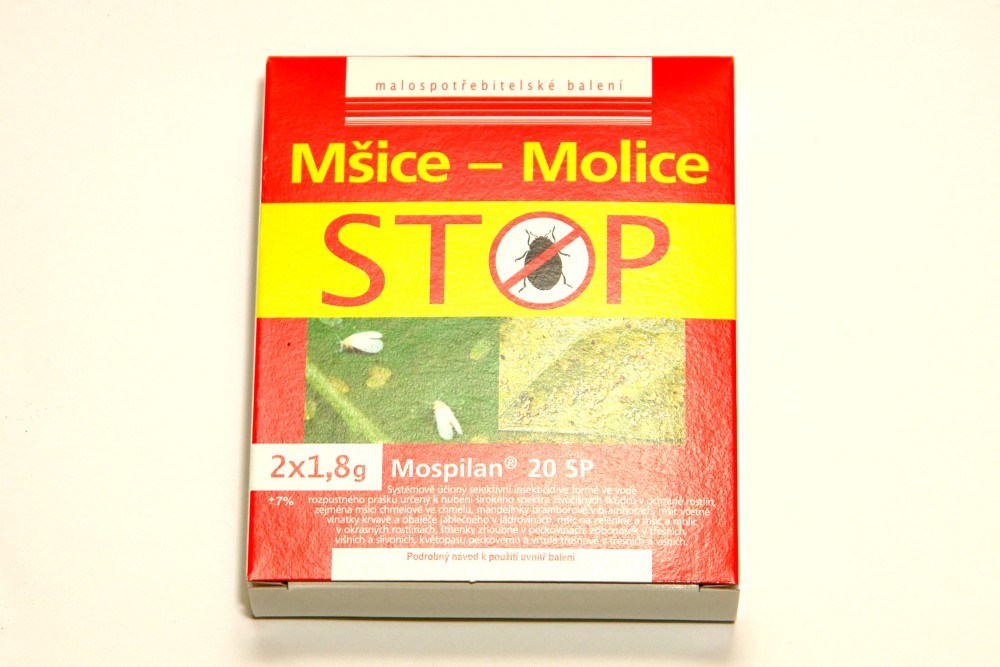 malospotřebitelské balení
Mšice – Molice
STOP
2x1,8g Mospilan® 20 SP
±7%
Systémově účinný selektivní insekticid ve formě ve vodě
rozpustného prášku určený k hubení širokého spektra živočišných škůdců v ochraně rostlin,
zejména mšici chmelové ve chmelu, mandelinky bramborové v bramborách, mšic včetně
vlnatky krvavé a obaleče jablečného v jádrovinách, mšic na zelenině a mšic a molic
v okrasných rostlinách, štítenky zhoubné v peckovinách, zobonosek v třešních,
višních a slivoních, květopasu peckového a vrtule třešňové v třešních a višních.
Podrobný návod k použití uvnitř balení